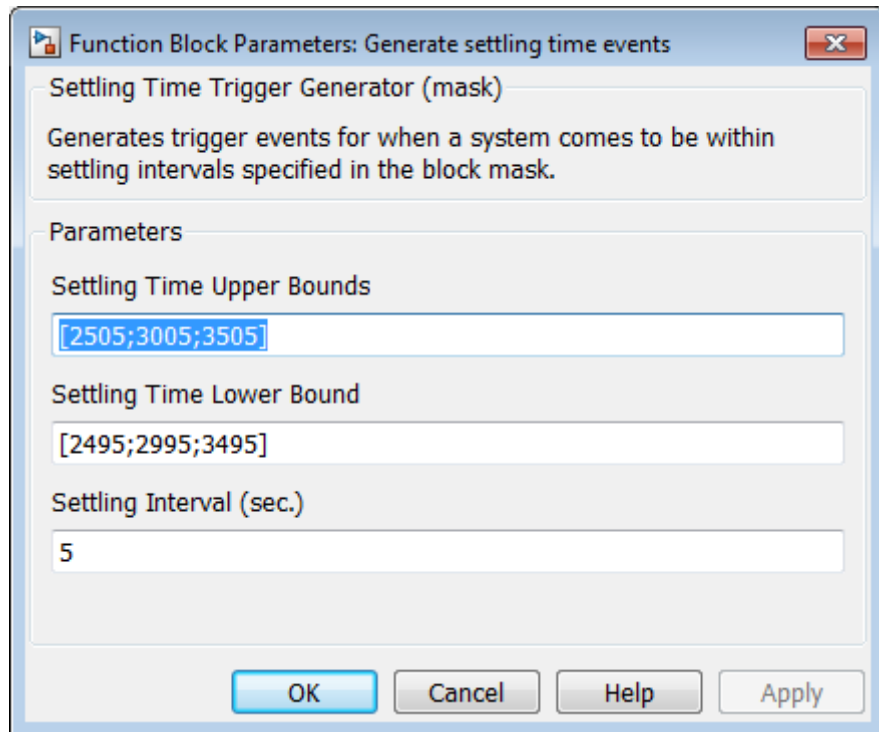 Function Block Parameters: Generate settling time events
Settling Time Trigger Generator (mask)
Generates trigger events for when a system comes to be within
settling intervals specified in the block mask.
Parameters
Settling Time Upper Bounds
[2505;3005;3505]
Settling Time Lower Bound
[2495;2995;3495]
Settling Interval (sec.)
5
OK Cancel Help Apply